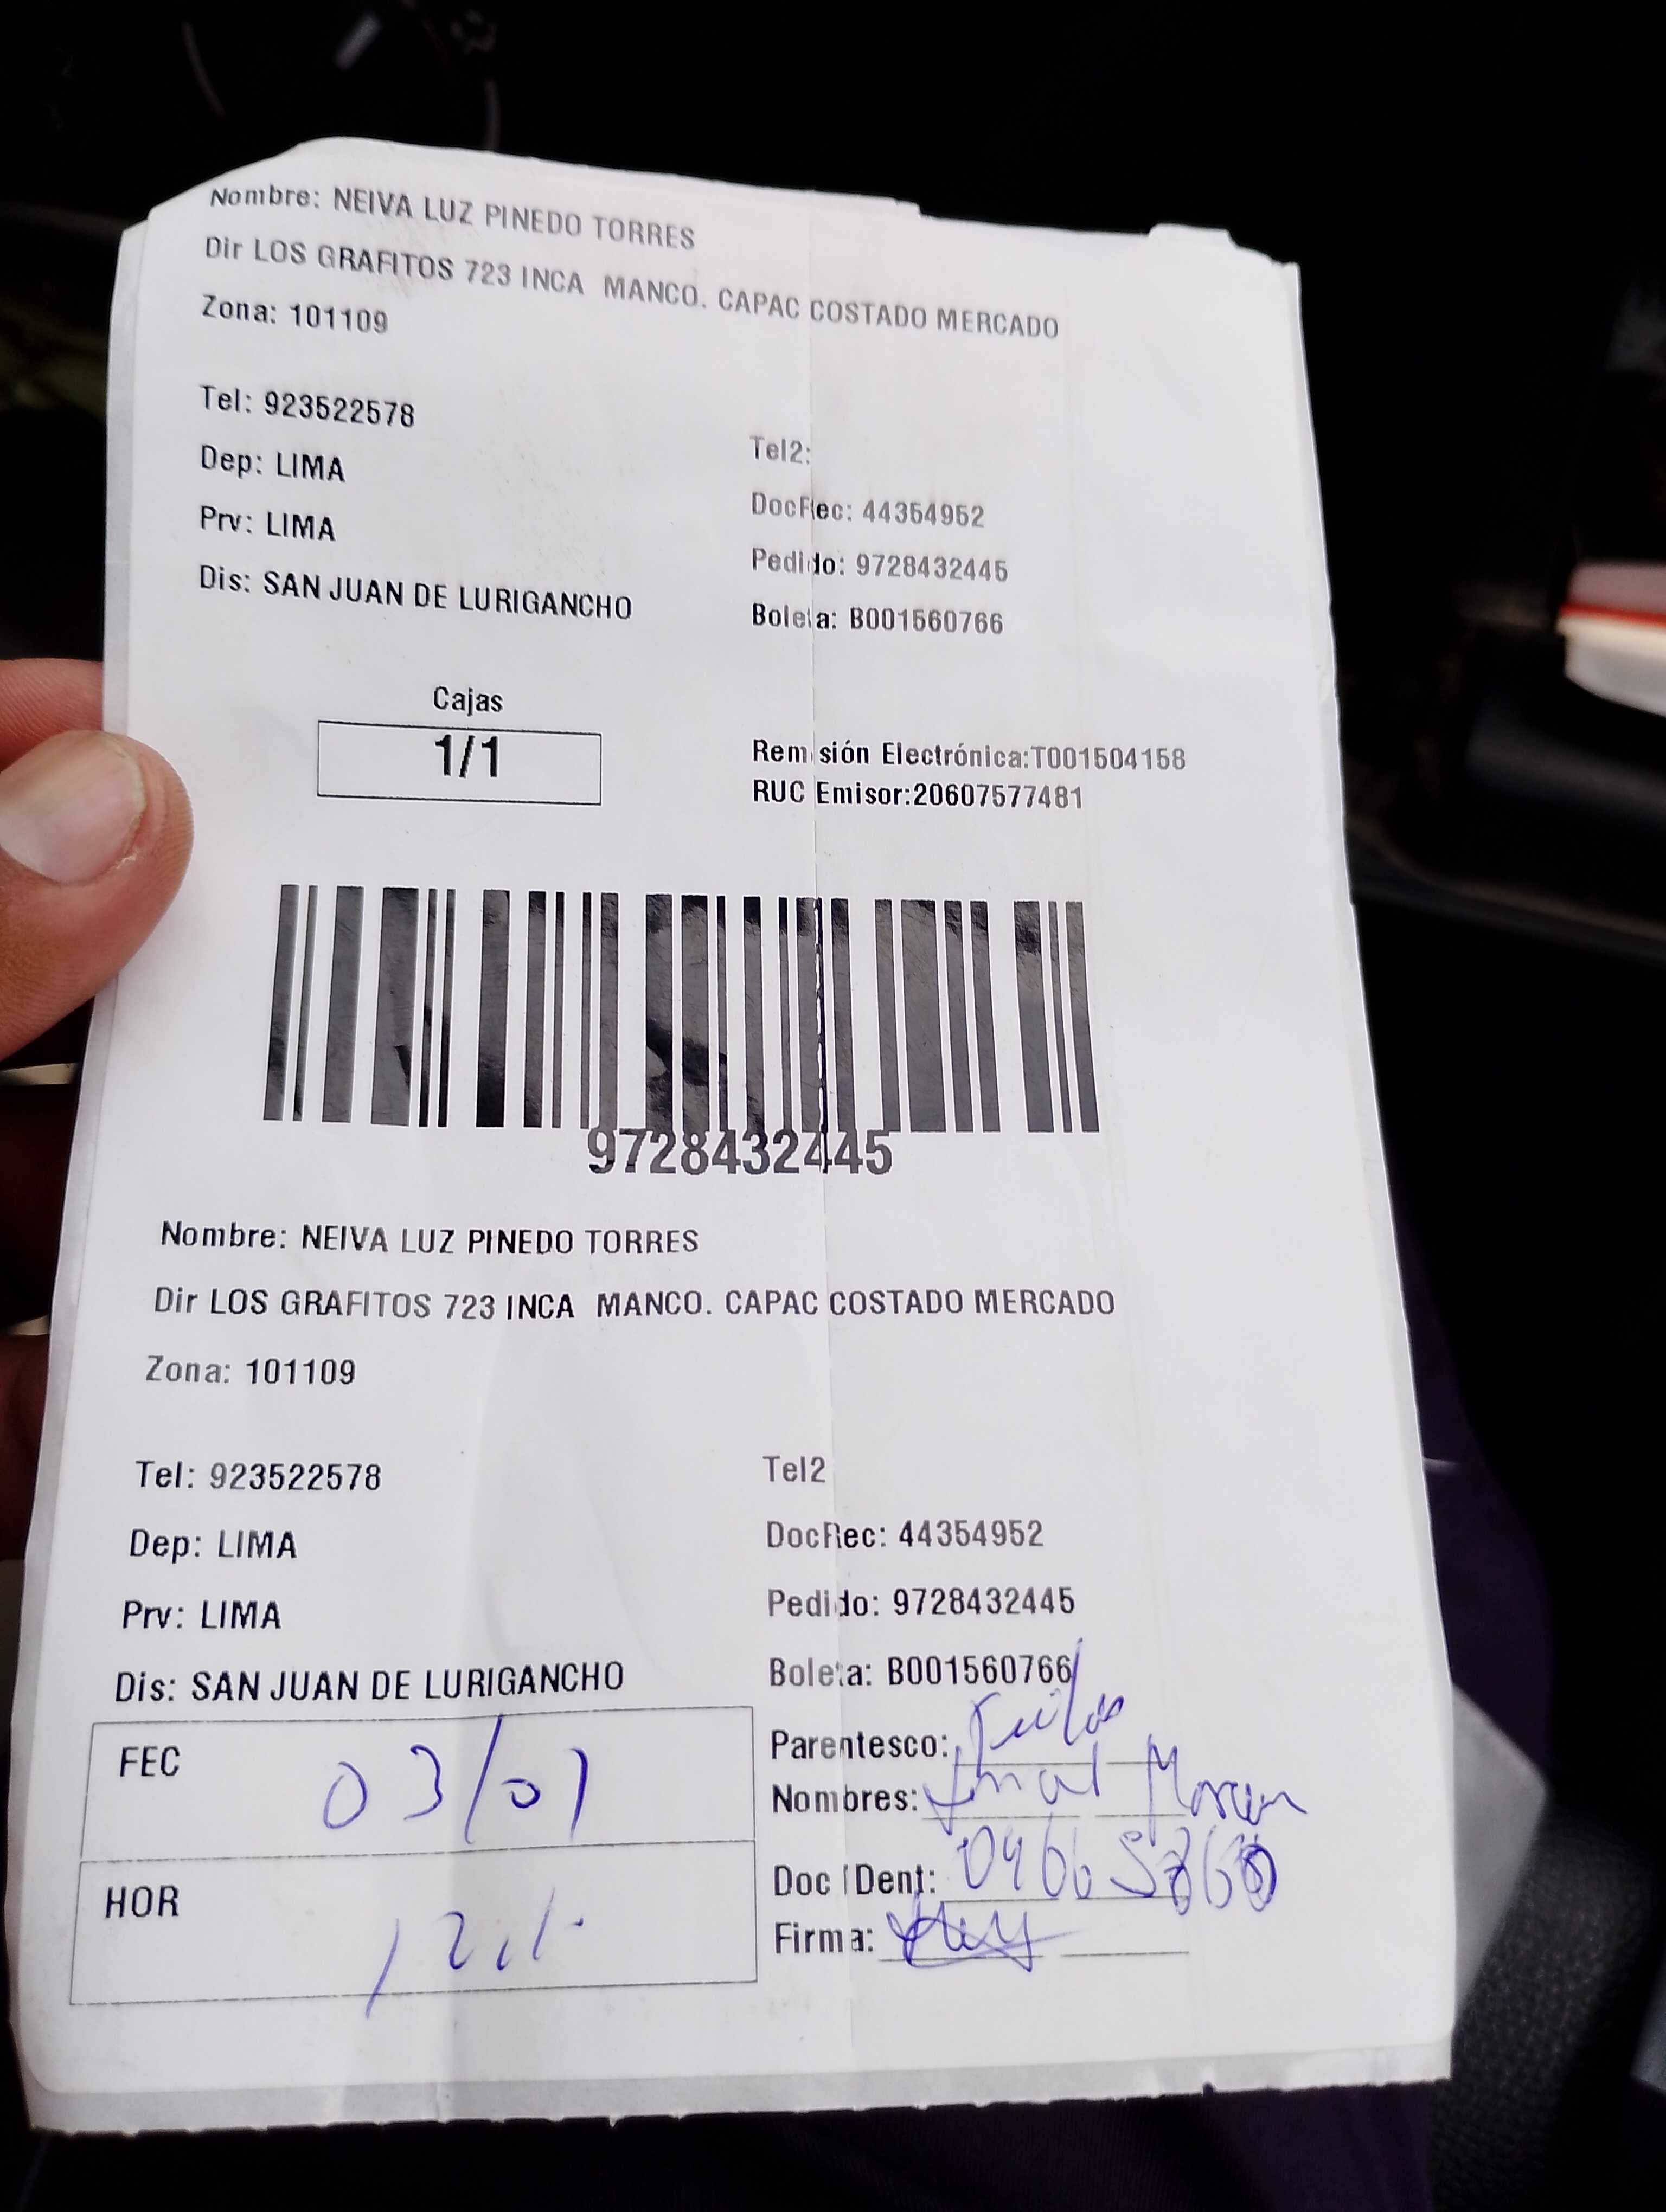 Nombre: NEIVA LUZ PINEDO TORRES
Dir LOS GRAFITOS 723 INCA MANCO. CAPAC COSTADO MERCADO
Zona: 101109
Tel: 923522578
Tel2:
Dep: LIMA
DocRec: 44354952
Prv: LIMA
Pedido: 9728432445
Dis: SAN JUAN DE LURIGANCHO
Boleta: B001560766
Cajas
1/1
Remisión Electrónica:T001504158
RUC Emisor:20607577481
9728432445
Nombre: NEIVA LUZ PINEDO TORRES
Dir LOS GRAFITOS 723 INCA MANCO. CAPAC COSTADO MERCADO
Zona: 101109
Tel: 923522578
Tel2
Dep: LIMA
DocRec: 44354952
Prv: LIMA
Pedido: 9728432445
Dis: SAN JUAN DE LURIGANCHO
Boleta: B001560766
FEC 03/01
Parentesco:
Nombres:
HOR
Doc IDent:
Firma: